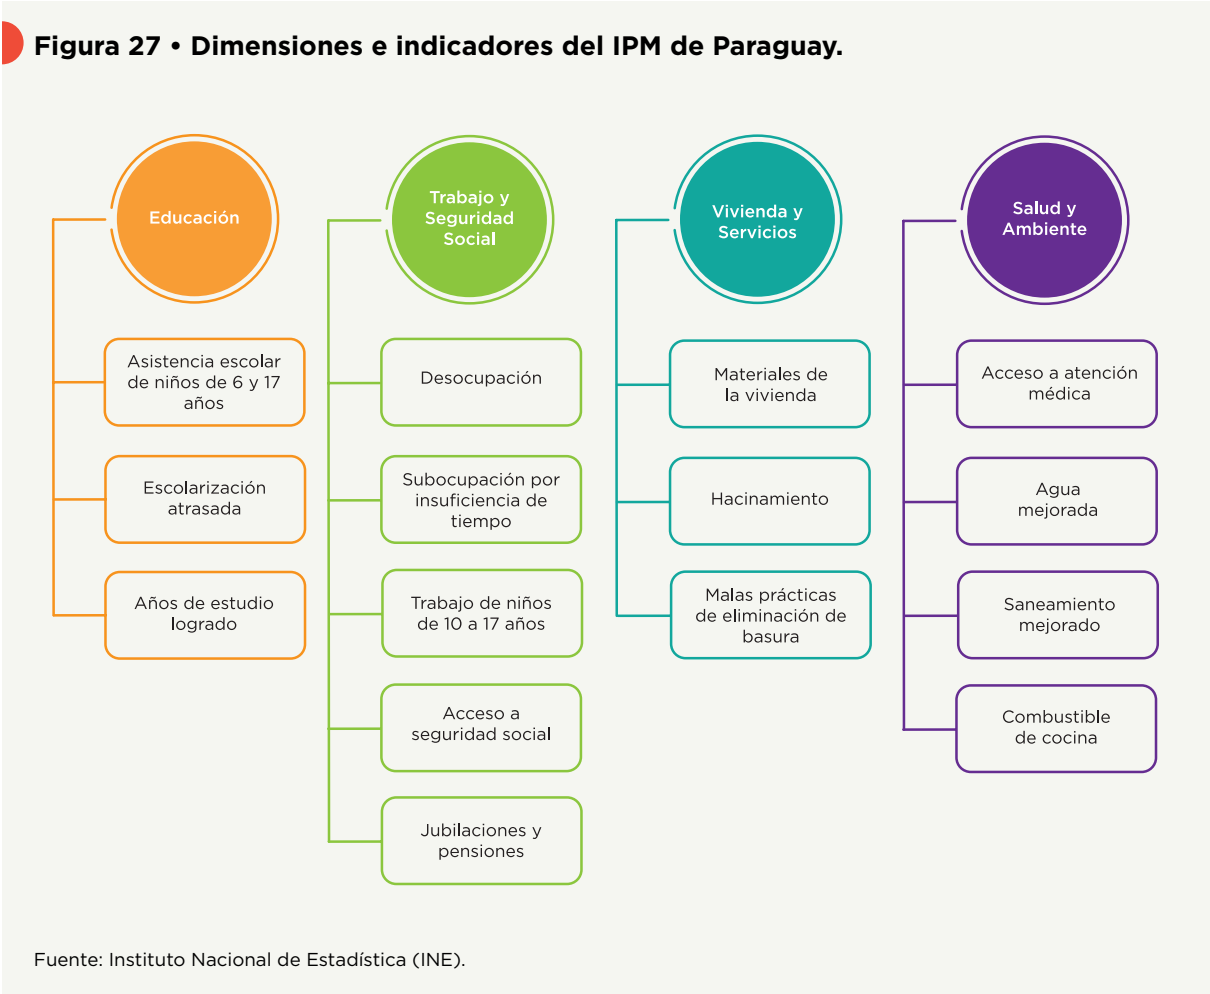 Figura 27 • Dimensiones e indicadores del IPM de Paraguay.
Educación
Asistencia escolar
de niños de 6 y 17
años
Escolarización
atrasada
Años de estudio
logrado
Trabajo y
Seguridad
Social
Desocupación
Subocupación por
insuficiencia de
tiempo
Trabajo de niños
de 10 a 17 años
Acceso a
seguridad social
Jubilaciones y
pensiones
Vivienda y
Servicios
Materiales de
la vivienda
Hacinamiento
Malas prácticas
de eliminación de
basura
Salud y
Ambiente
Acceso a atención
médica
Agua
mejorada
Saneamiento
mejorado
Combustible
de cocina
Fuente: Instituto Nacional de Estadística (INE).